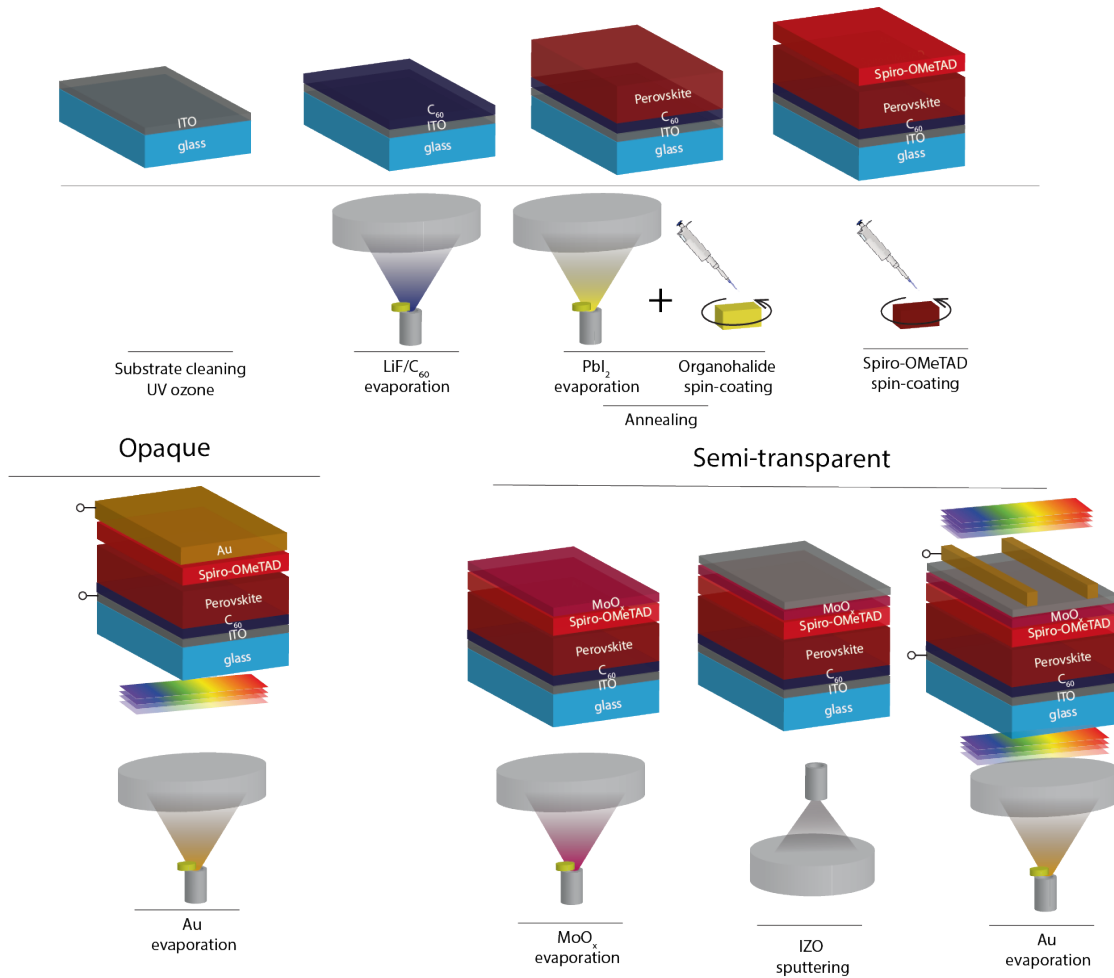 ITO
glass
C₆₀
ITO
glass
Perovskite
C₆₀
ITO
glass
Spiro-OMeTAD
Perovskite
C₆₀
ITO
glass
+
Substrate cleaning
UV ozone
LiF/C₆₀
evaporation
PbI₂
evaporation
Organohalide
spin-coating
Annealing
Spiro-OMeTAD
spin-coating
Opaque
Au
Spiro-OMeTAD
Perovskite
C₆₀
ITO
glass
Au
evaporation
Semi-transparent
MoOₓ
Spiro-OMeTAD
Perovskite
C₆₀
ITO
glass
MoOₓ
evaporation
MoOₓ
Spiro-OMeTAD
Perovskite
C₆₀
ITO
glass
IZO
sputtering
MoOₓ
Spiro-OMeTAD
Perovskite
C₆₀
ITO
glass
Au
evaporation